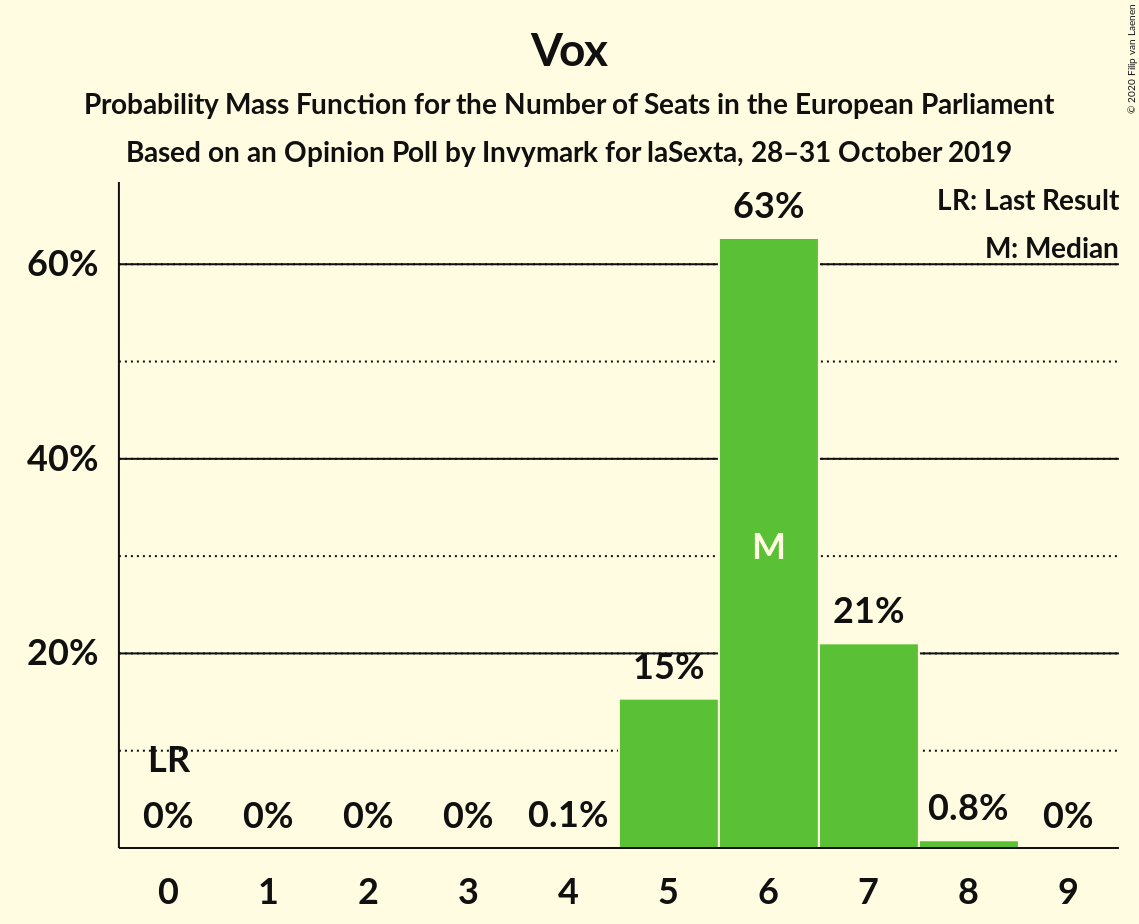 Vox
Probability Mass Function for the Number of Seats in the European Parliament
Based on an Opinion Poll by Invymark for laSexta, 28–31 October 2019
© 2020 Filip van Laenen
LR: Last Result
M: Median
63%
60%
40%
M
21%
20%
15%
LR
0% 0% 0% 0% 0.1% 0.8% 0%
0 1 2 3 4 5 6 7 8 9